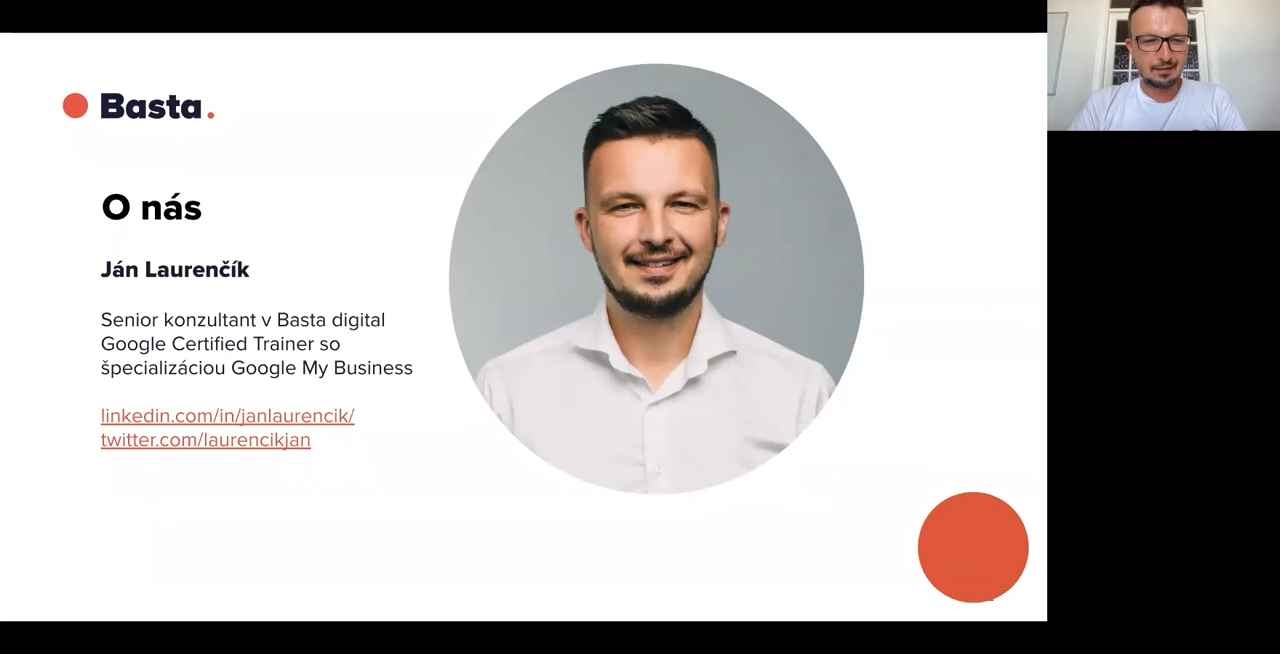 Basta.
O nás
Ján Laurenčík
Senior konzultant v Basta digital
Google Certified Trainer so
špecializáciou Google My Business
linkedin.com/in/janlaurencik/
twitter.com/laurencikjan